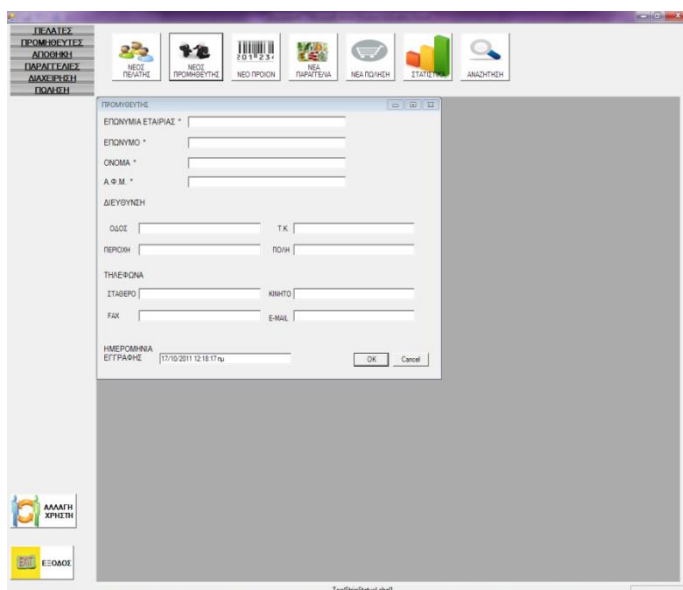 ΠΕΛΑΤΕΣ
ΠΡΟΜΗΘΕΥΤΕΣ
ΑΠΟΘΗΚΗ
ΠΑΡΑΓΓΕΛΙΕΣ
ΔΙΑΧΕΙΡΗΣΗ
ΠΩΛΗΣΗ
ΝΕΟΣ
ΠΕΛΑΤΗΣ
ΝΕΟΣ
ΠΡΟΜΗΘΕΥΤΗΣ
ΝΕΟ ΠΡΟΙΟΝ
ΝΕΑ
ΠΑΡΑΓΓΕΛΙΑ
ΝΕΑ ΠΩΛΗΣΗ
ΣΤΑΤΙΣΤΙΚΑ
ΑΝΑΖΗΤΗΣΗ
ΠΡΟΜΥΘΕΥΤΗΣ
ΕΠΩΝΥΜΙΑ ΕΤΑΙΡΙΑΣ *
ΕΠΩΝΥΜΟ *
ΟΝΟΜΑ *
Α.Φ.Μ. *
ΔΙΕΥΘΥΝΣΗ
ΟΔΟΣ Τ.Κ.
ΠΕΡΙΟΧΗ ΠΟΛΗ
ΤΗΛΕΦΩΝΑ
ΣΤΑΘΕΡΟ ΚΙΝΗΤΟ
FAX E-MAIL
ΗΜΕΡΟΜΗΝΙΑ
ΕΓΓΡΑΦΗΣ 17/10/2011 12:18:17 πμ OK Cancel
ΑΛΛΑΓΗ
ΧΡΗΣΤΗ
EXIT ΕΞΟΔΟΣ